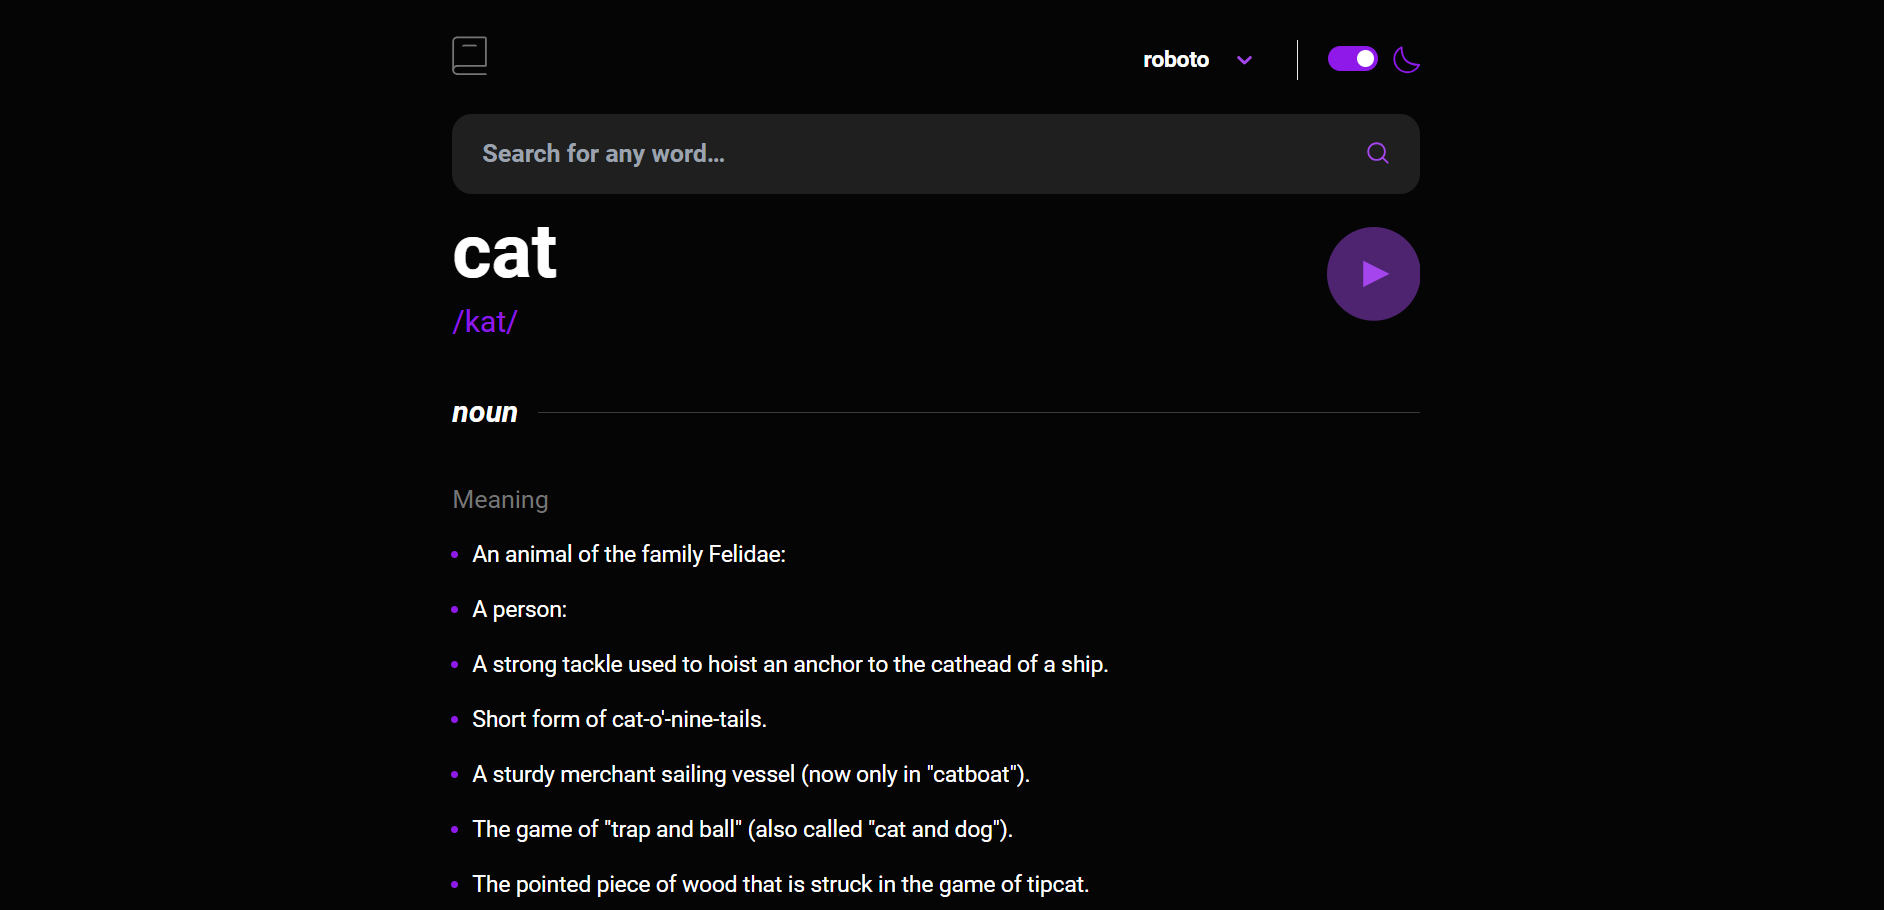 roboto
Search for any word…
cat
/kat/
noun
Meaning
An animal of the family Felidae:
A person:
A strong tackle used to hoist an anchor to the cathead of a ship.
Short form of cat-o'-nine-tails.
A sturdy merchant sailing vessel (now only in "catboat").
The game of "trap and ball" (also called "cat and dog").
The pointed piece of wood that is struck in the game of tipcat.